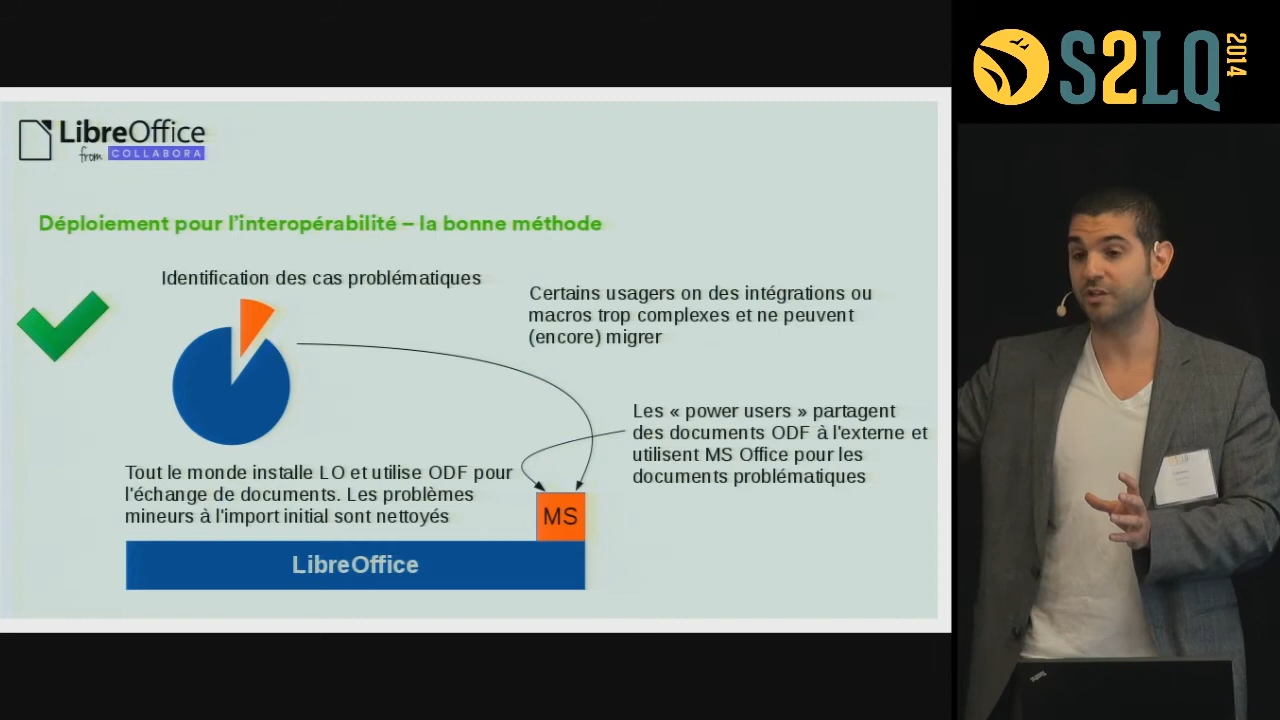 LibreOffice
from COLLABORA
Déploiement pour l'interopérabilité – la bonne méthode
Identification des cas problématiques
Certains usagers on des intégrations ou
macros trop complexes et ne peuvent
(encore) migrer
Les « power users » partagent
des documents ODF à l'externe et
utilisent MS Office pour les
documents problématiques
Tout le monde installe LO et utilise ODF pour
l'échange de documents. Les problèmes
mineurs à l'import initial sont nettoyés
MS
LibreOffice
S2LQ 2014